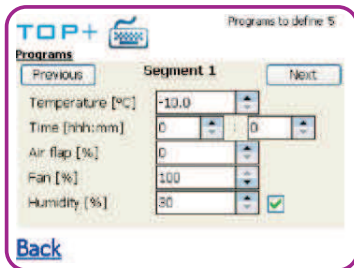 TOP+ Programs to define 5
Programs
Previous Segment 1 Next
Temperature [ºC] -10.0
Time [hhh:mm] 0 : 0
Air flap [%] 0
Fan [%] 100
Humidity [%] 30
Back